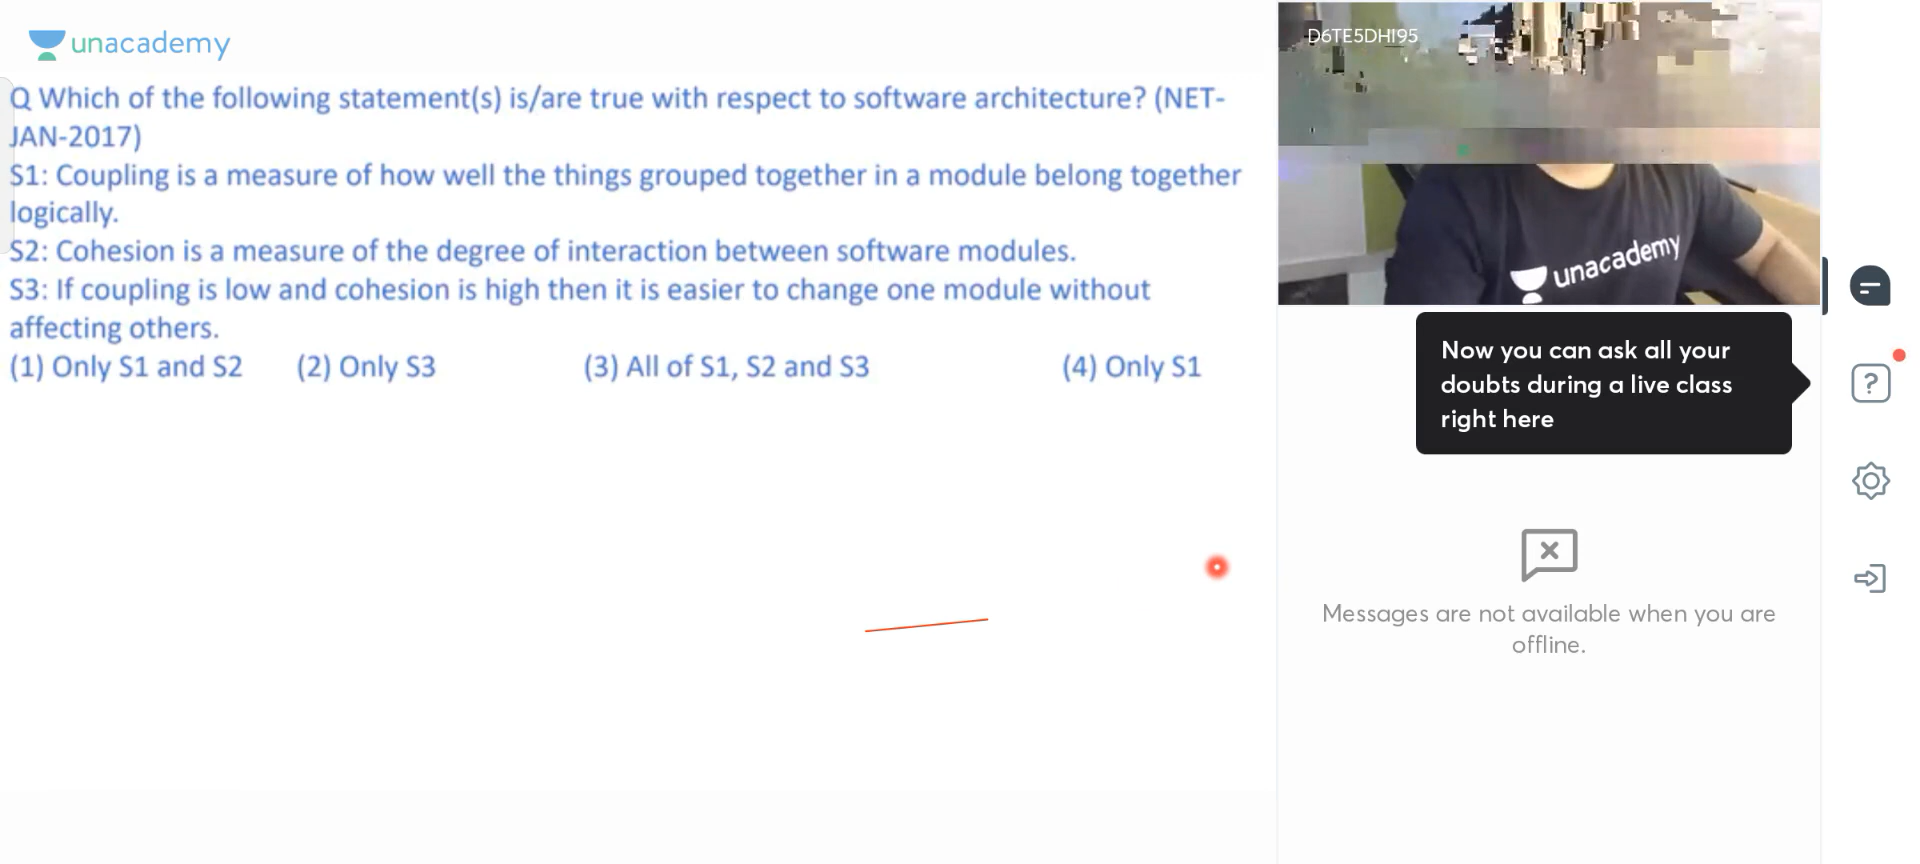 unacademy
Q Which of the following statement(s) is/are true with respect to software architecture? (NET-
JAN-2017)
S1: Coupling is a measure of how well the things grouped together in a module belong together
logically.
S2: Cohesion is a measure of the degree of interaction between software modules.
S3: If coupling is low and cohesion is high then it is easier to change one module without
affecting others.
(1) Only S1 and S2 (2) Only S3 (3) All of S1, S2 and S3 (4) Only S1
D6TE5DHI95
unacademy
Now you can ask all your
doubts during a live class
right here
?
Messages are not available when you are
offline.